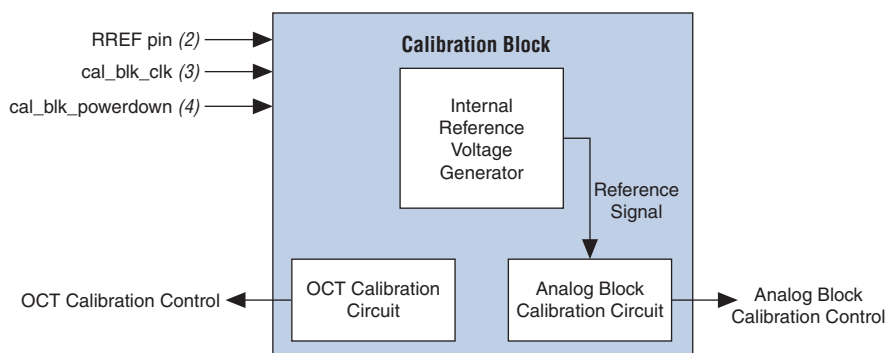 RREF pin (2)
cal_blk_clk (3)
cal_blk_powerdown (4)
Calibration Block
Internal
Reference
Voltage
Generator
Reference
Signal
OCT Calibration Control
OCT Calibration
Circuit
Analog Block
Calibration Circuit
Analog Block
Calibration Control